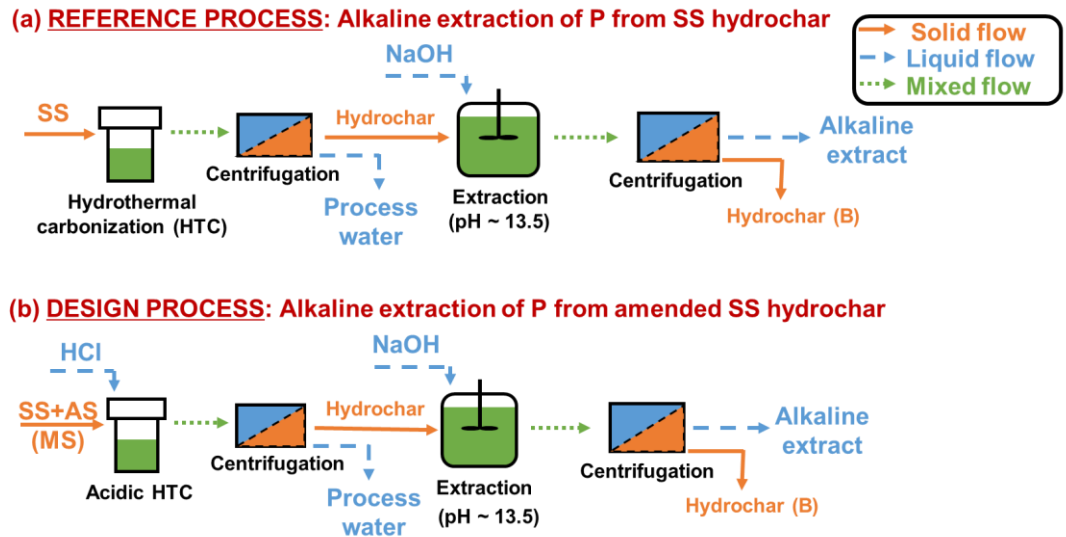 (a) REFERENCE PROCESS: Alkaline extraction of P from SS hydrochar
Solid flow
Liquid flow
Mixed flow
NaOH
SS
Hydrochar
Alkaline
extract
Centrifugation
Centrifugation
Hydrothermal
carbonization (HTC)
Extraction
(pH ~ 13.5)
Process
water
Hydrochar (B)
(b) DESIGN PROCESS: Alkaline extraction of P from amended SS hydrochar
HCl
NaOH
SS+AS
(MS)
Hydrochar
Alkaline
extract
Centrifugation
Centrifugation
Acidic HTC
Extraction
(pH ~ 13.5)
Process
water
Hydrochar (B)